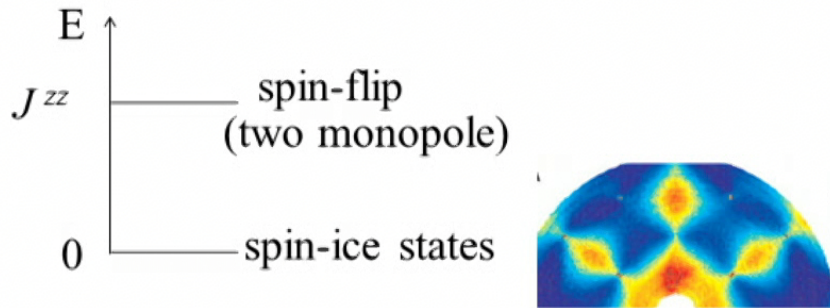 E
J zz
spin-flip
(two monopole)
0
spin-ice states